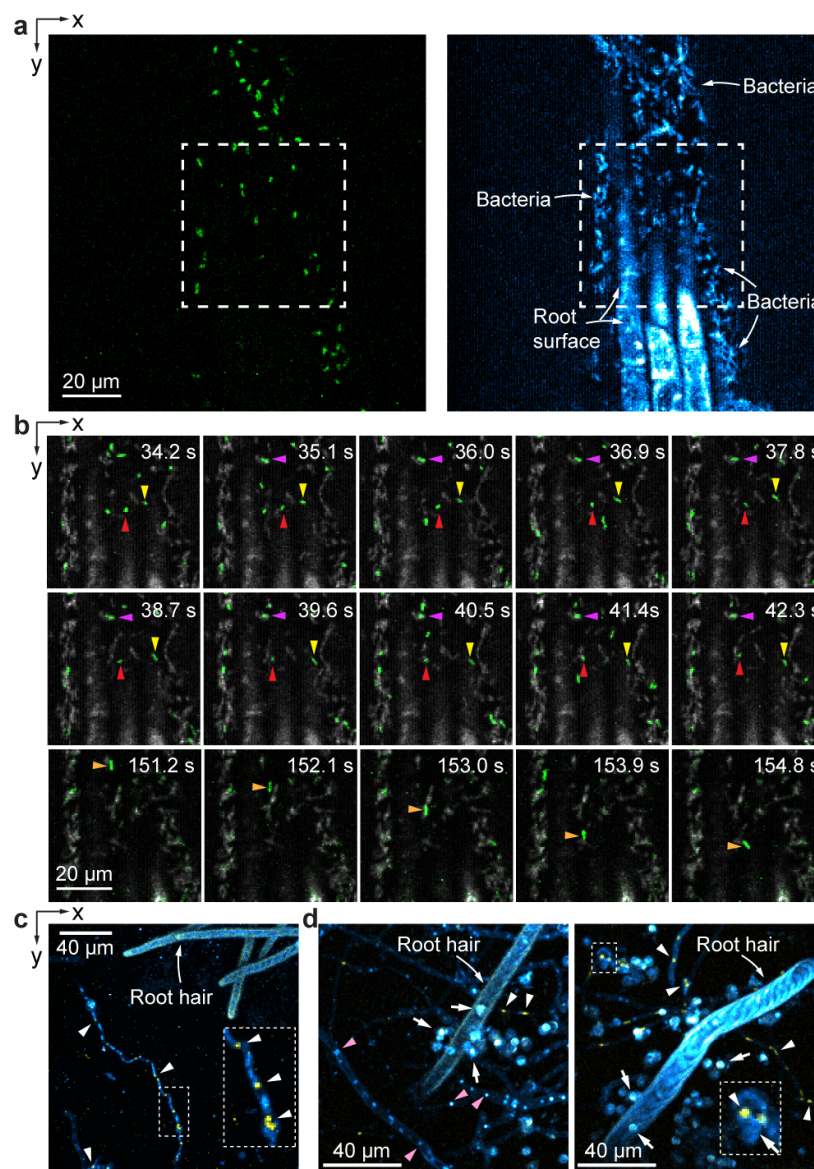 x
a
y
Bacteria
Bacteria
Root
surface
Bacteria
20 µm
x
b
y
34.2 s
35.1 s
36.0 s
36.9 s
37.8 s
38.7 s
39.6 s
40.5 s
41.4s
42.3 s
151.2 s
152.1 s
153.0 s
153.9 s
154.8 s
20 µm
x
c
y
40 µm
Root hair
d
Root hair
40 µm
Root hair
40 µm